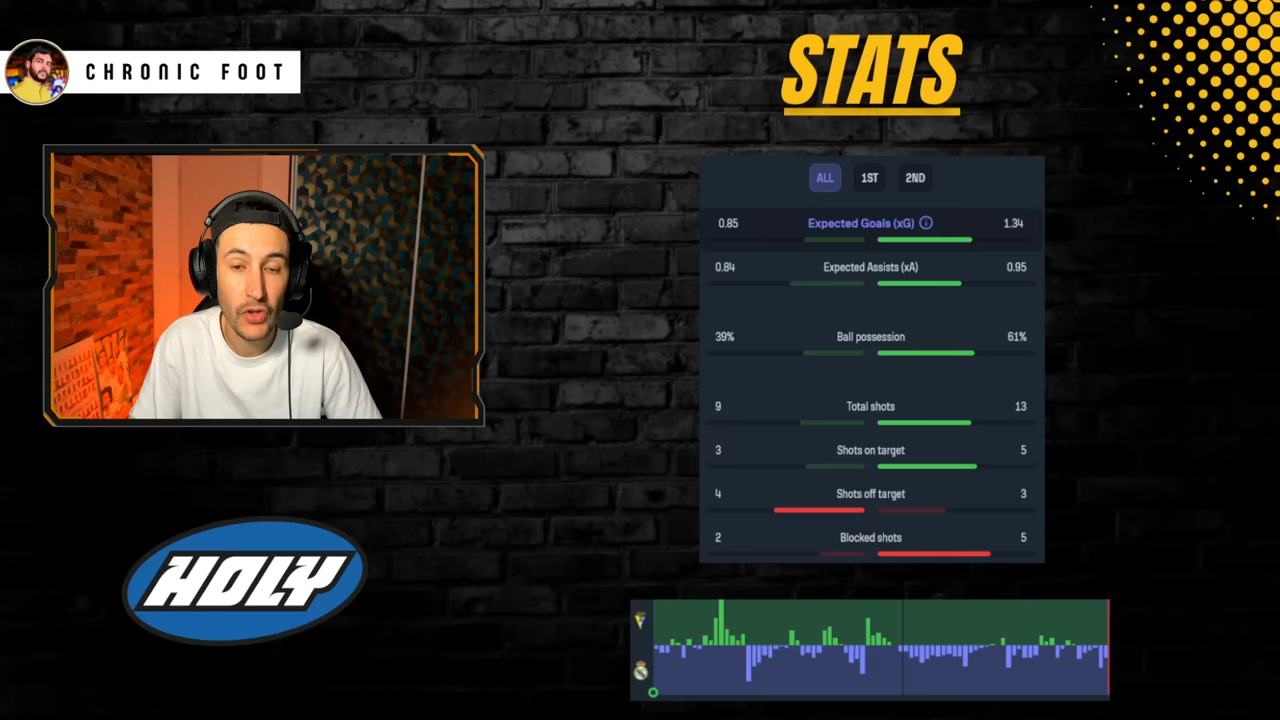 CHRONIC FOOT
STATS
ALL 1ST 2ND
0.85 Expected Goals (xG) 1.34
0.84 Expected Assists (xA) 0.95
39% Ball possession 61%
9 Total shots 13
3 Shots on target 5
4 Shots off target 3
2 Blocked shots 5
HOLY